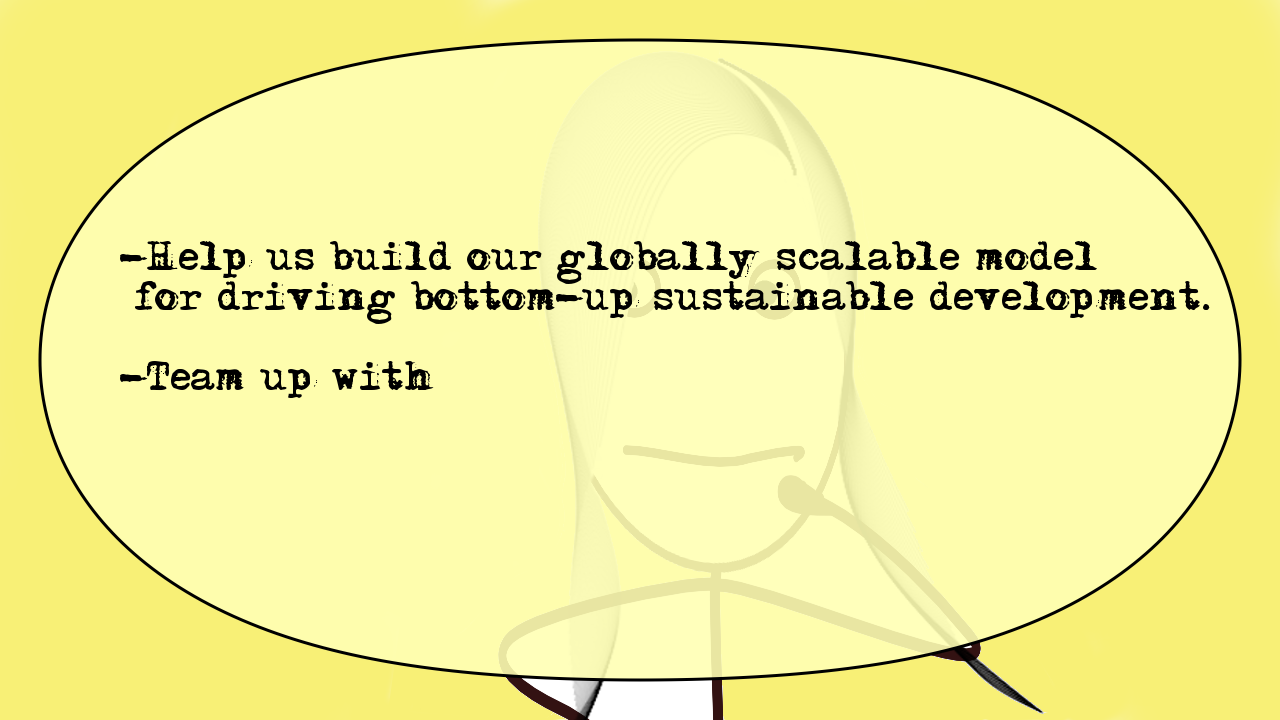 -Help us build our globally scalable model
for driving bottom-up sustainable development.
-Team up with